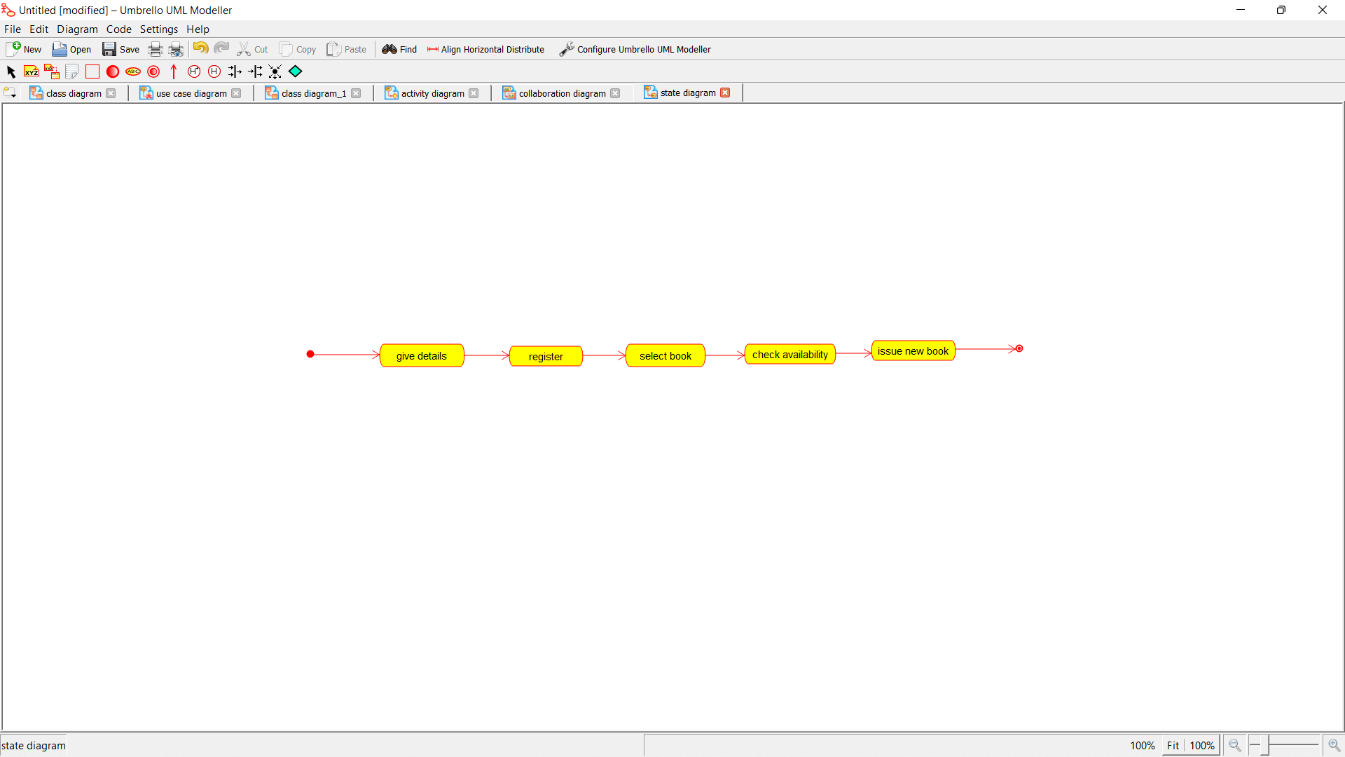 Untitled [modified] – Umbrello UML Modeller
File Edit Diagram Code Settings Help
New Open Save Cut Copy Paste Find Align Horizontal Distribute Configure Umbrello UML Modeller
XYZ ABC H H
class diagram use case diagram class diagram_1 activity diagram collaboration diagram state diagram
give details register select book check availability issue new book
state diagram 100% Fit 100%